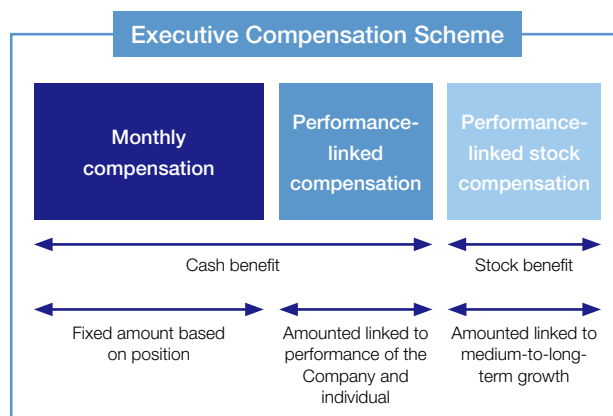 Executive Compensation Scheme
Monthly
compensation
Performance-
linked
compensation
Performance-
linked stock
compensation
Cash benefit
Stock benefit
Fixed amount based
on position
Amounted linked to
performance of the
Company and
individual
Amounted linked to
medium-to-long-
term growth